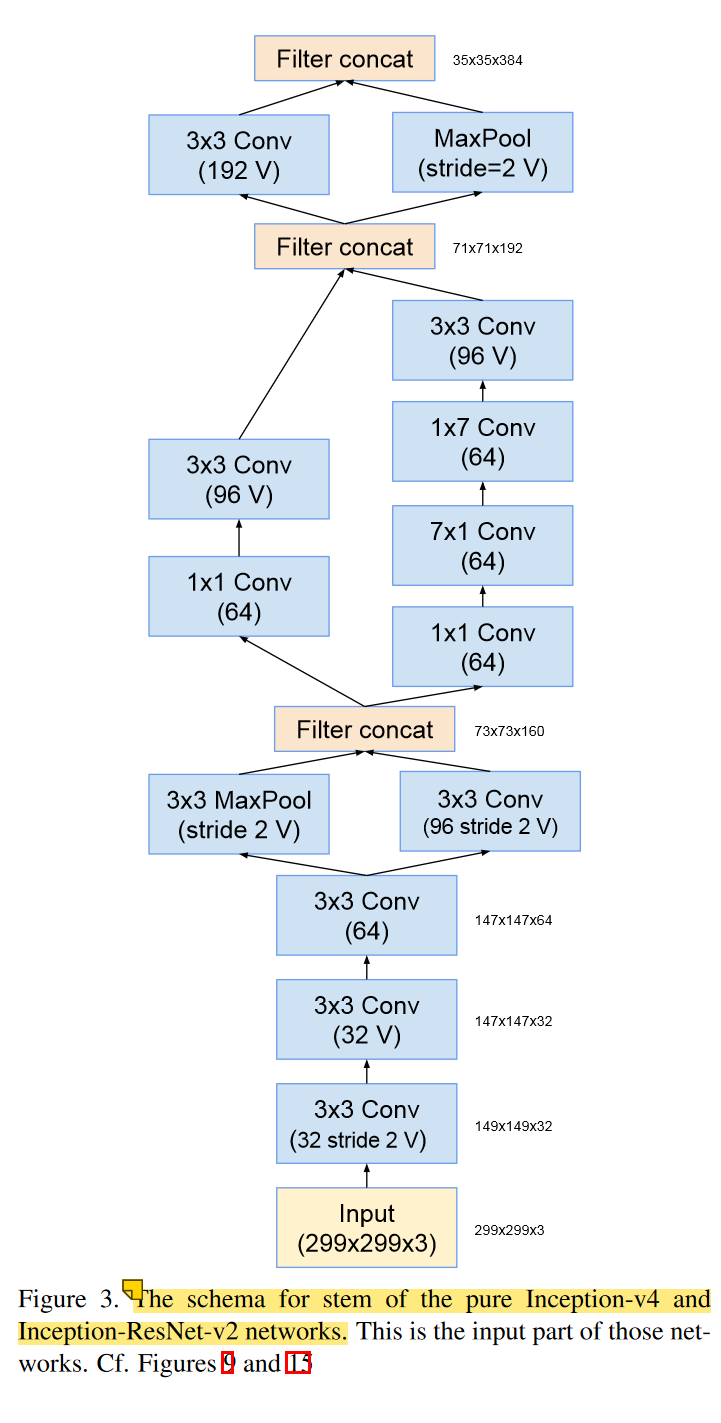 Filter concat 35x35x384
3x3 Conv
(192 V)
MaxPool
(stride=2 V)
Filter concat 71x71x192
3x3 Conv
(96 V)
1x7 Conv
(64)
3x3 Conv
(96 V)
7x1 Conv
(64)
1x1 Conv
(64)
1x1 Conv
(64)
Filter concat 73x73x160
3x3 MaxPool
(stride 2 V)
3x3 Conv
(96 stride 2 V)
3x3 Conv
(64)
147x147x64
3x3 Conv
(32 V)
147x147x32
3x3 Conv
(32 stride 2 V)
149x149x32
Input
(299x299x3)
299x299x3
Figure 3. The schema for stem of the pure Inception-v4 and
Inception-ResNet-v2 networks. This is the input part of those net-
works. Cf. Figures 9 and 15